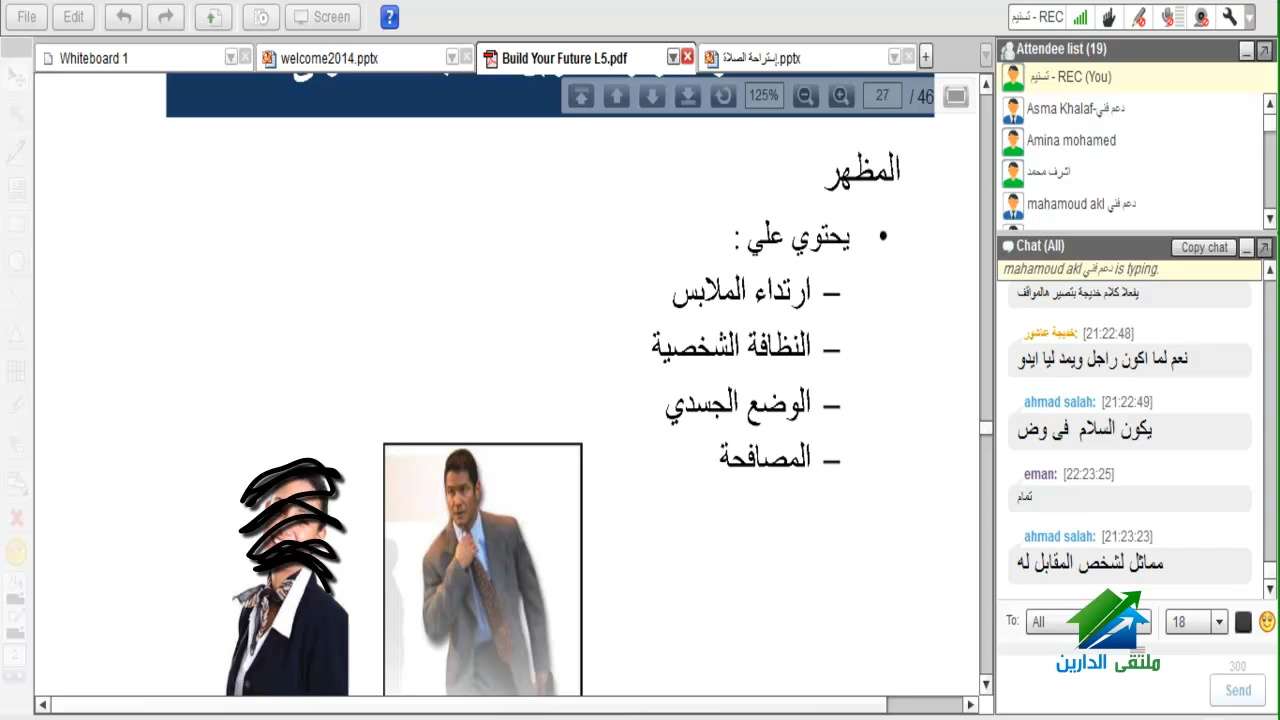 File
Edit
Screen
?
تسنيم - REC
Whiteboard 1
welcome2014.pptx
Build Your Future L5.pdf
إستراحة الصلاة.pptx
125%
27
/ 46
المظهر
• يحتوي علي :
– ارتداء الملابس
– النظافة الشخصية
– الوضع الجسدي
– المصافحة
Attendee list (19)
تسنيم - REC (You)
Asma Khalaf-دعم فني
Amina mohamed
اشرف محمد
mahamoud akl دعم فني
Chat (All)
Copy chat
mahamoud akl دعم فني is typing.
يفعلا كلام خديجة بتصير هالمواقف
خديجة عاشور: [21:22:48]
نعم لما اكون راجل ويمد ليا ايدو
ahmad salah: [21:22:49]
يكون السلام فى وض
eman: [22:23:25]
تمام
ahmad salah: [21:23:23]
مماثل لشخص المقابل له
To:
All
18
ملتقى الدارين
300
Send
2